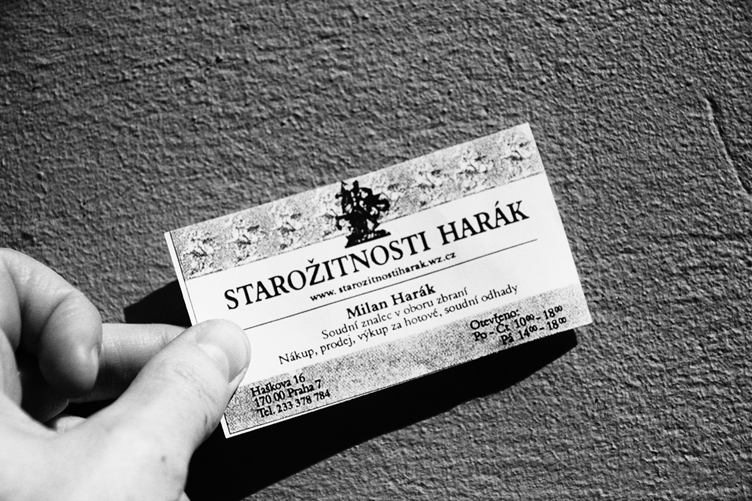 STAROŽITNOSTI HARÁK
www.starozitnostiharak.wz.cz
Milan Harák
Soudní znalec v oboru zbraní
Nákup, prodej, výkup za hotové, soudní odhady
Haškova 16
170 00 Praha 7
Tel. 233 378 784
Otevřeno:
Po - Čt 10⁰⁰ - 18⁰⁰
Pá 14⁰⁰ - 18⁰⁰